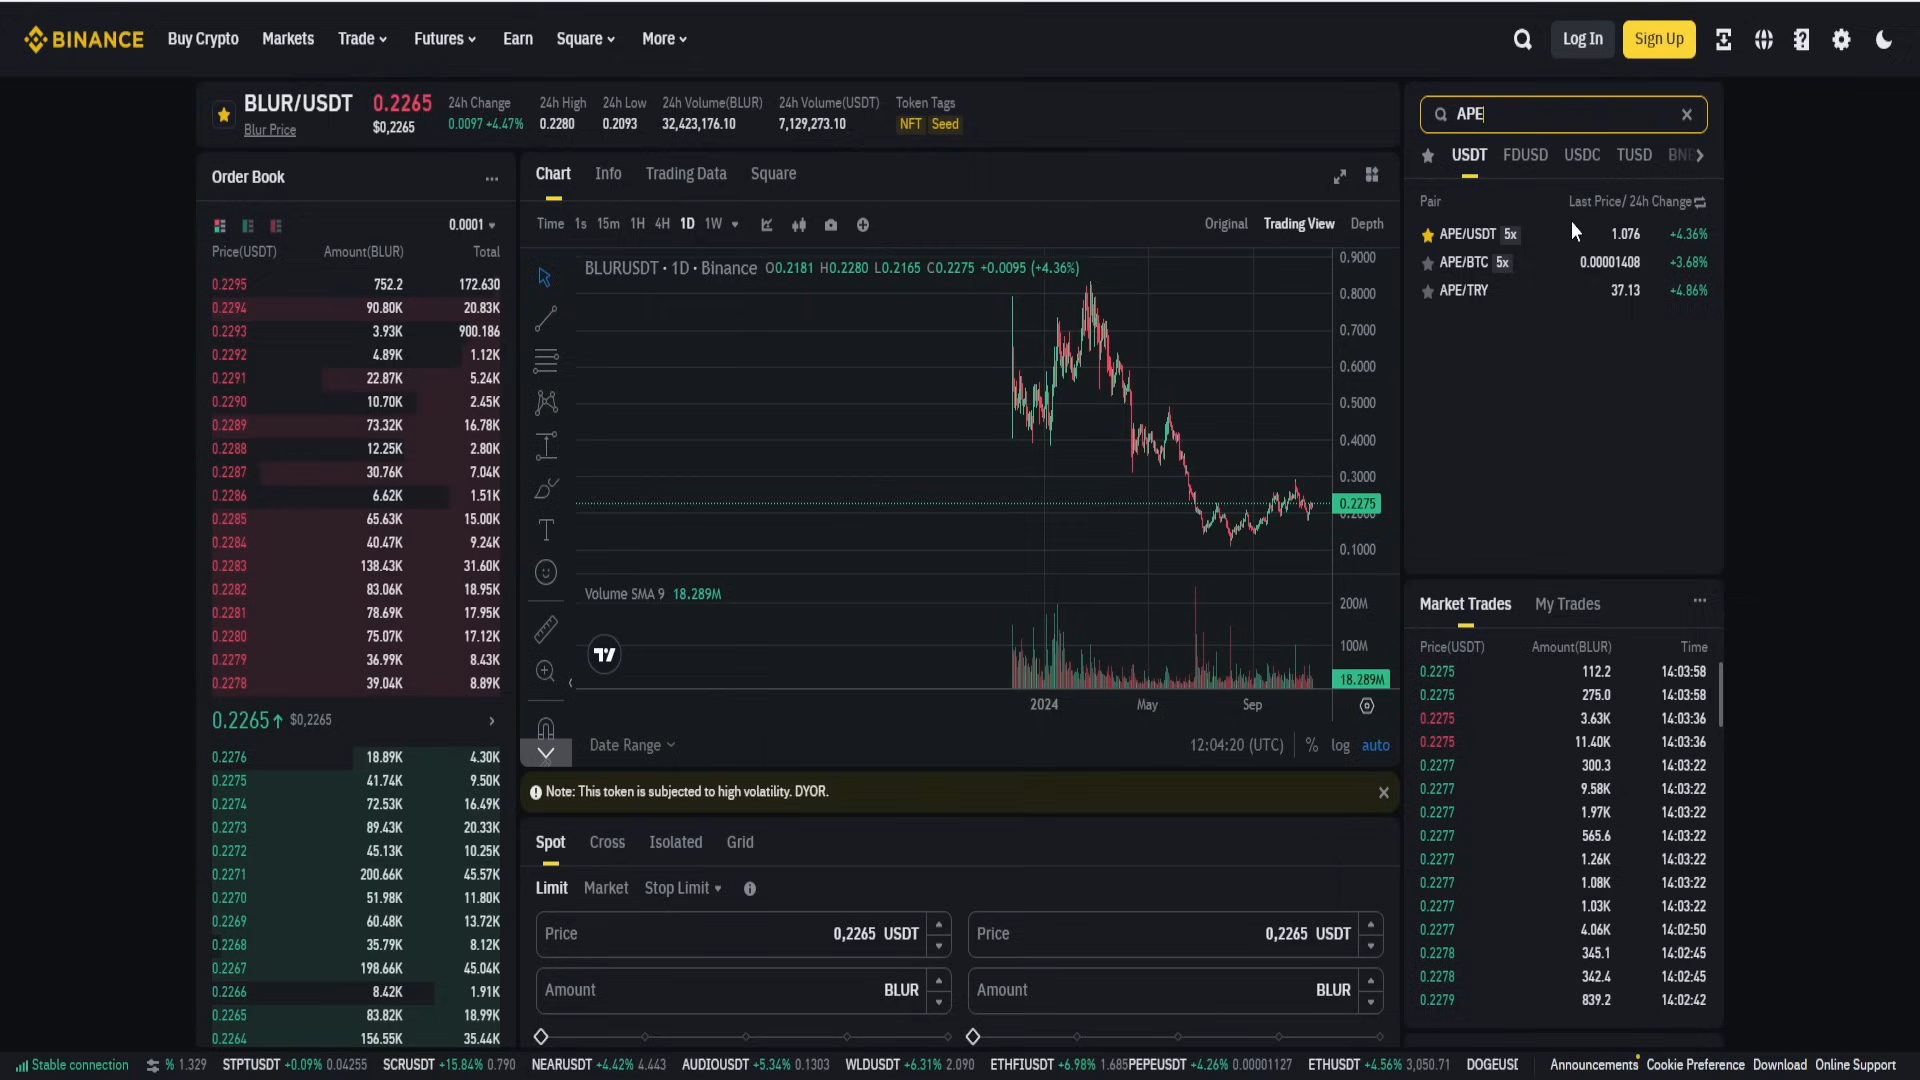 BINANCE
Buy Crypto Markets Trade Futures Earn Square More
Log In Sign Up
BLUR/USDT 0.2265
Blur Price $0,2265
24h Change 24h High 24h Low 24h Volume(BLUR) 24h Volume(USDT) Token Tags
0.0097 +4.47% 0.2280 0.2093 32,423,176.10 7,129,273.10 NFT Seed
Order Book
0.0001
Price(USDT) Amount(BLUR) Total
0.2295 752.2 172.630
0.2294 90.80K 20.83K
0.2293 3.93K 900.186
0.2292 4.89K 1.12K
0.2291 22.87K 5.24K
0.2290 10.70K 2.45K
0.2289 73.32K 16.78K
0.2288 12.25K 2.80K
0.2287 30.76K 7.04K
0.2286 6.62K 1.51K
0.2285 65.63K 15.00K
0.2284 40.47K 9.24K
0.2283 138.43K 31.60K
0.2282 83.06K 18.95K
0.2281 78.69K 17.95K
0.2280 75.07K 17.12K
0.2279 36.99K 8.43K
0.2278 39.04K 8.89K
0.2265↑ $0,2265
0.2276 18.89K 4.30K
0.2275 41.74K 9.50K
0.2274 72.53K 16.49K
0.2273 89.43K 20.33K
0.2272 45.13K 10.25K
0.2271 200.66K 45.57K
0.2270 51.98K 11.80K
0.2269 60.48K 13.72K
0.2268 35.79K 8.12K
0.2267 198.66K 45.04K
0.2266 8.42K 1.91K
0.2265 83.82K 18.99K
0.2264 156.55K 35.44K
Chart Info Trading Data Square
Time 1s 15m 1H 4H 1D 1W Original Trading View Depth
BLURUSDT · 1D · Binance O0.2181 H0.2280 L0.2165 C0.2275 +0.0095 (+4.36%)
0.9000
0.8000
0.7000
0.6000
0.5000
0.4000
0.3000
0.2275
0.1000
Volume SMA 9 18.289M
200M
100M
18.289M
2024 May Sep
Date Range 12:04:20 (UTC) % log auto
Note: This token is subjected to high volatility. DYOR.
Spot Cross Isolated Grid
Limit Market Stop Limit
Price 0,2265 USDT
Price 0,2265 USDT
Amount BLUR
Amount BLUR
APE
USDT FDUSD USDC TUSD
Pair Last Price/ 24h Change
APE/USDT 5x 1.076 +4.36%
APE/BTC 5x 0.00001408 +3.68%
APE/TRY 37.13 +4.86%
Market Trades My Trades
Price(USDT) Amount(BLUR) Time
0.2275 112.2 14:03:58
0.2275 275.0 14:03:58
0.2275 3.63K 14:03:36
0.2275 11.40K 14:03:36
0.2277 300.3 14:03:22
0.2277 9.58K 14:03:22
0.2277 1.97K 14:03:22
0.2277 565.6 14:03:22
0.2277 1.26K 14:03:22
0.2277 1.08K 14:03:22
0.2277 1.03K 14:03:22
0.2277 4.06K 14:02:50
0.2278 345.1 14:02:45
0.2278 342.4 14:02:45
0.2279 839.2 14:02:42
Stable connection % 1.329 STPTUSDT +0.09% 0.04255 SCRUSDT +15.84% 0.790 NEARUSDT +4.42% 4.443 AUDIOUSDT +5.34% 0.1303 WLDUSDT +6.31% 2.090 ETHFIUSDT +6.98% 1.685 PEPEUSDT +4.26% 0.00001127 ETHUSDT +4.56% 3,050.71 Announcements Cookie Preference Download Online Support